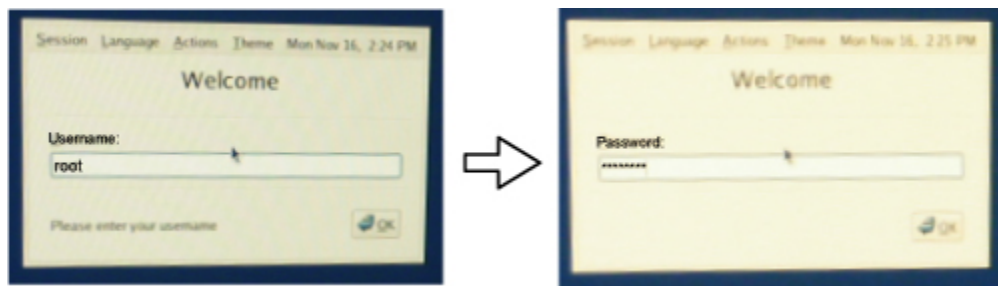 Session Language Actions Theme Mon Nov 16, 2:24 PM
Welcome
Username:
root
Please enter your username
OK
Session Language Actions Theme Mon Nov 16, 2:25 PM
Welcome
Password:
••••••••
OK